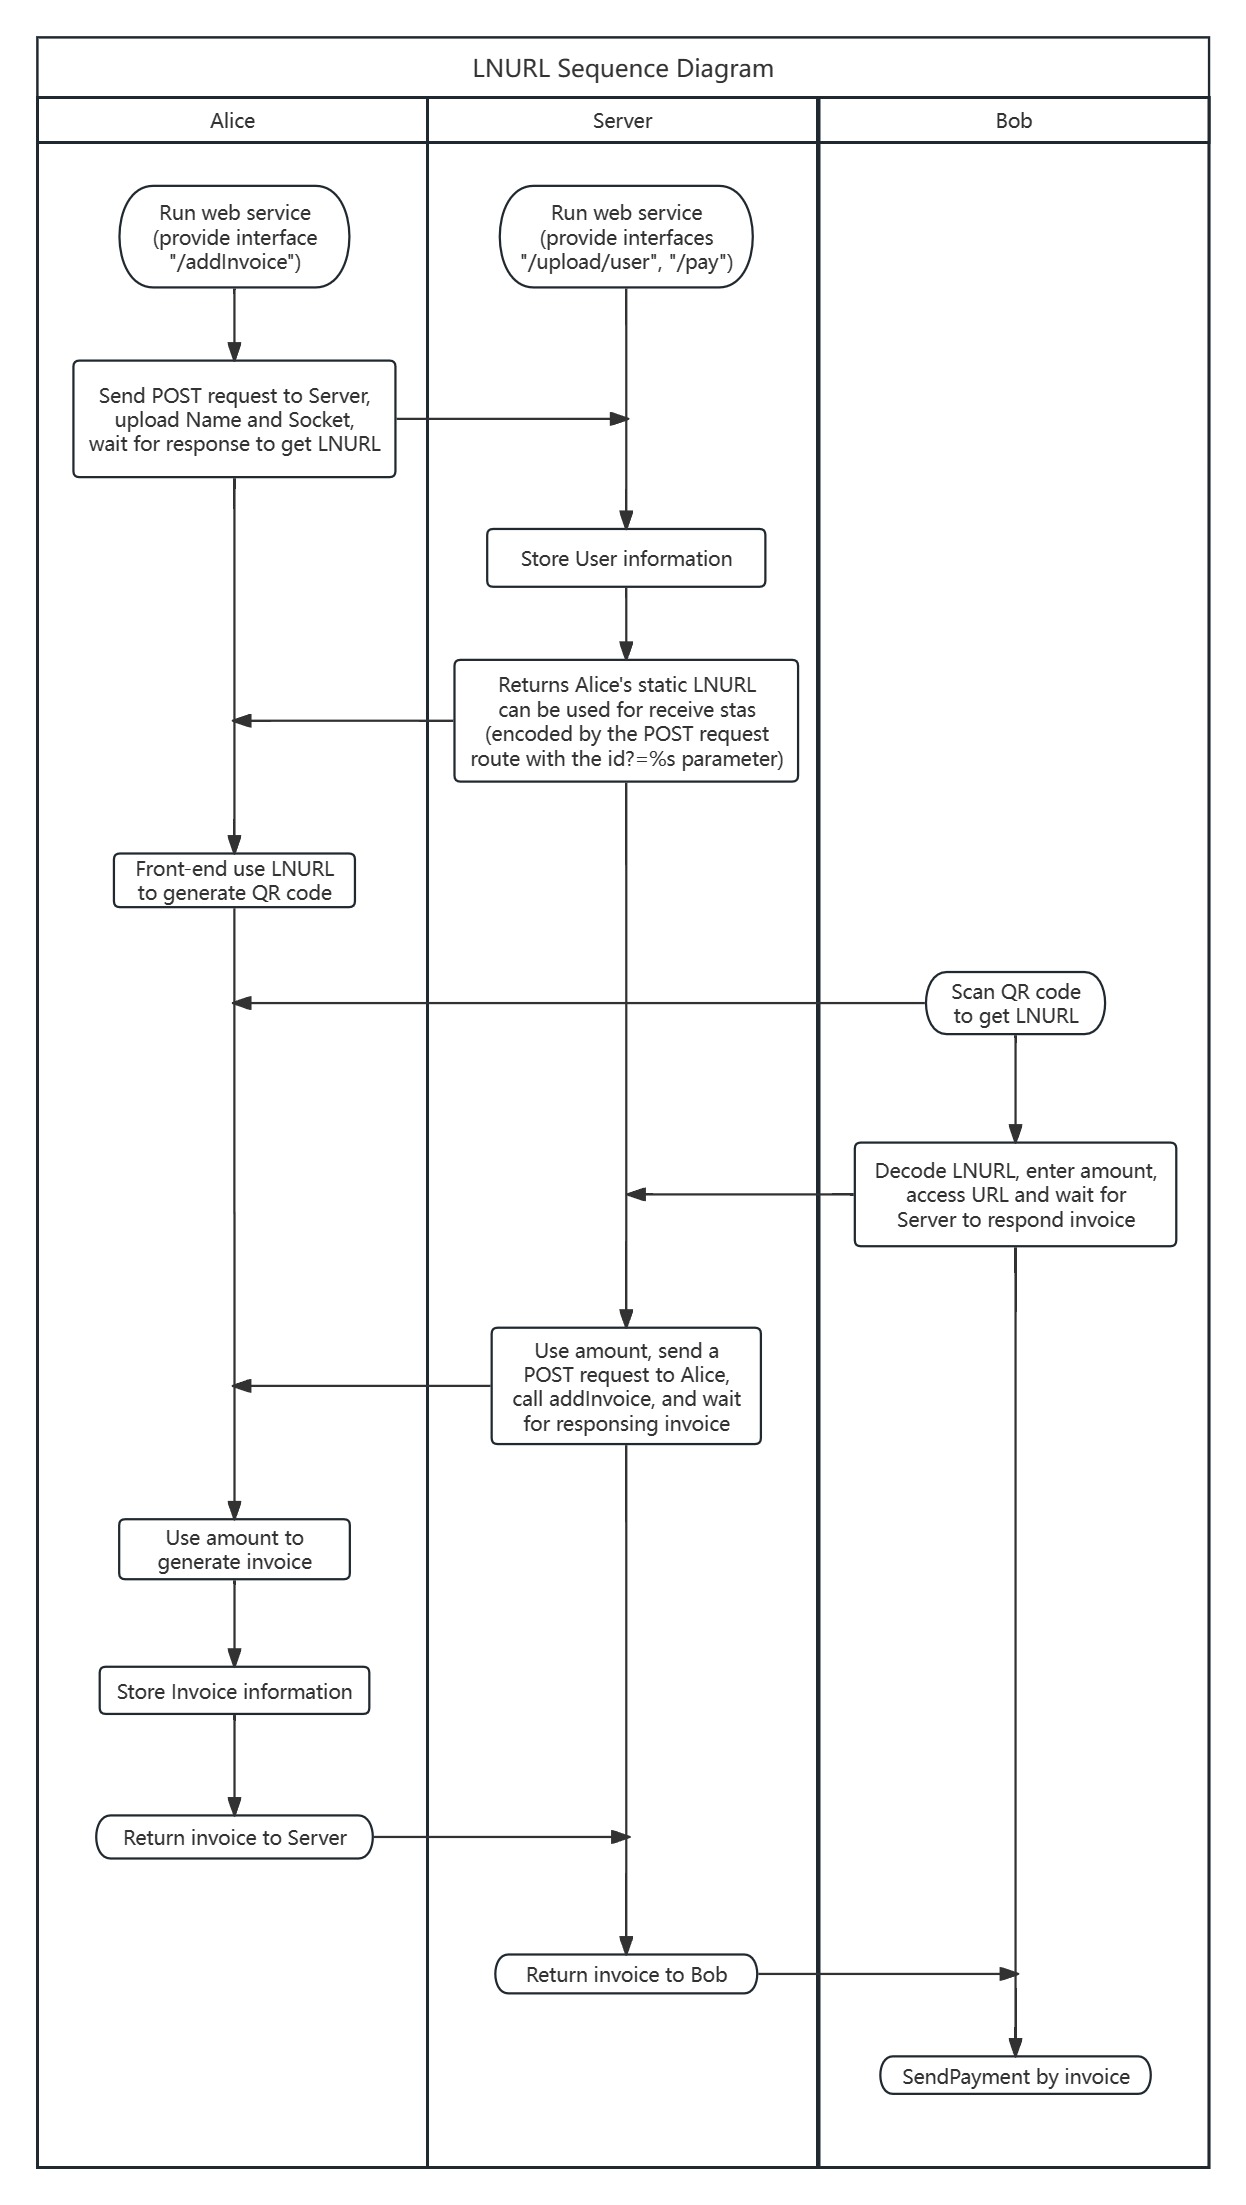 LNURL Sequence Diagram
Alice
Server
Bob
Run web service
(provide interface
"/addInvoice")
Run web service
(provide interfaces
"/upload/user", "/pay")
Send POST request to Server,
upload Name and Socket,
wait for response to get LNURL
Store User information
Returns Alice's static LNURL
can be used for receive stas
(encoded by the POST request
route with the id?=%s parameter)
Front-end use LNURL
to generate QR code
Scan QR code
to get LNURL
Decode LNURL, enter amount,
access URL and wait for
Server to respond invoice
Use amount, send a
POST request to Alice,
call addInvoice, and wait
for responsing invoice
Use amount to
generate invoice
Store Invoice information
Return invoice to Server
Return invoice to Bob
SendPayment by invoice